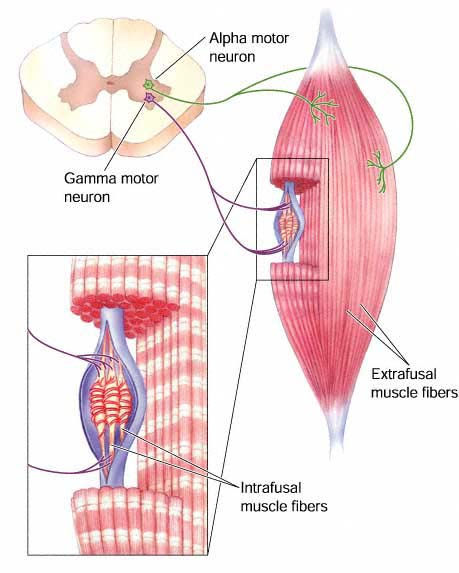 Alpha motor
neuron
Gamma motor
neuron
Extrafusal
muscle fibers
Intrafusal
muscle fibers